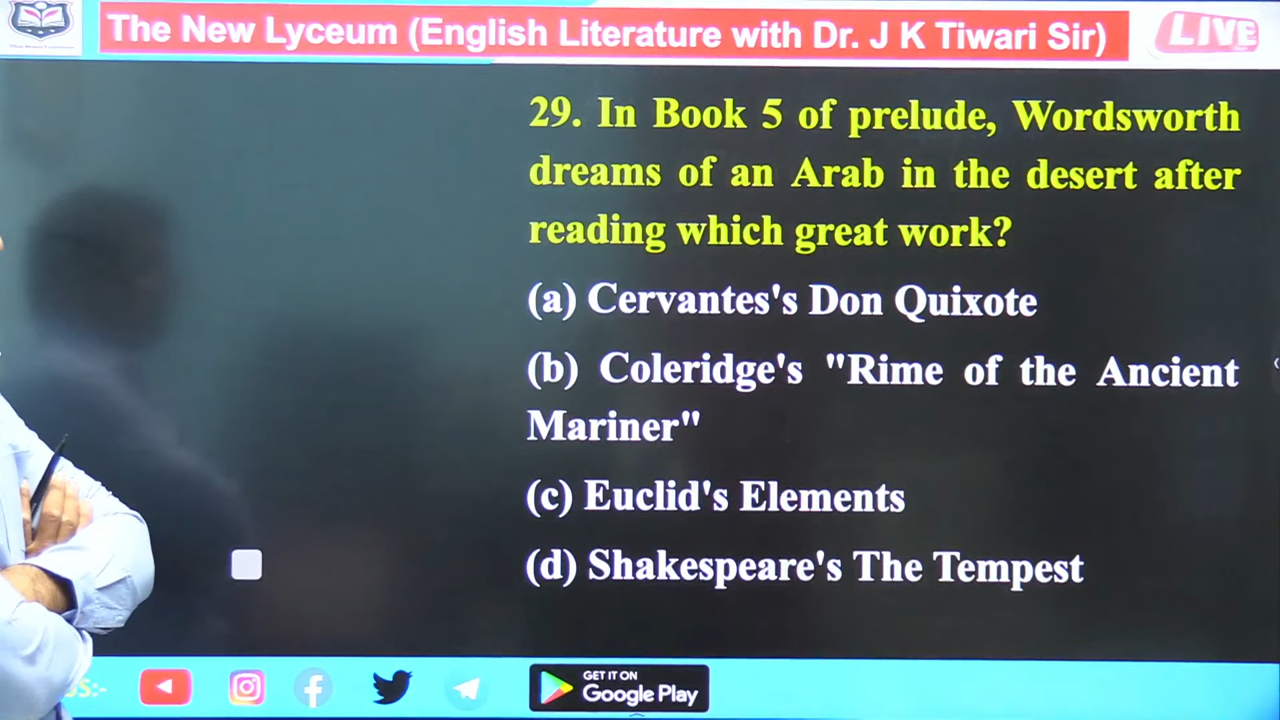 The New Lyceum (English Literature with Dr. J K Tiwari Sir)
LIVE
29. In Book 5 of prelude, Wordsworth
dreams of an Arab in the desert after
reading which great work?
(a) Cervantes's Don Quixote
(b) Coleridge's "Rime of the Ancient
Mariner"
(c) Euclid's Elements
(d) Shakespeare's The Tempest
US:-
GET IT ON
Google Play